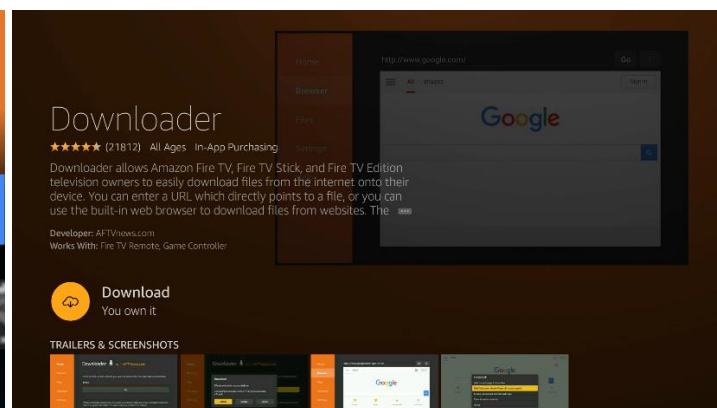 Home
http://www.google.com/
Go
Browser
All
Images
Sign in
Files
Google
Settings
Downloader
(21812) All Ages In-App Purchasing
Downloader allows Amazon Fire TV, Fire TV Stick, and Fire TV Edition
television owners to easily download files from the internet onto their
device. You can enter a URL which directly points to a file, or you can
use the built-in web browser to download files from websites. The
Developer: AFTVnews.com
Works With: Fire TV Remote, Game Controller
Download
You own it
TRAILERS & SCREENSHOTS
Downloader
Google
Google